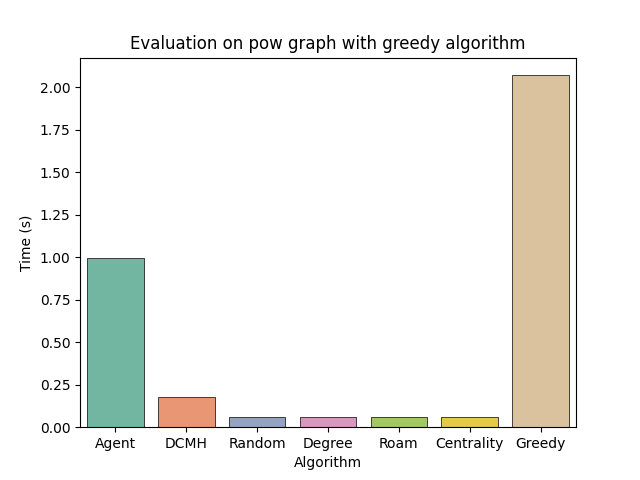 Evaluation on pow graph with greedy algorithm
2.00
1.75
1.50
1.25
1.00
0.75
0.50
0.25
0.00
Time (s)
Agent DCMH Random Degree Roam Centrality Greedy
Algorithm